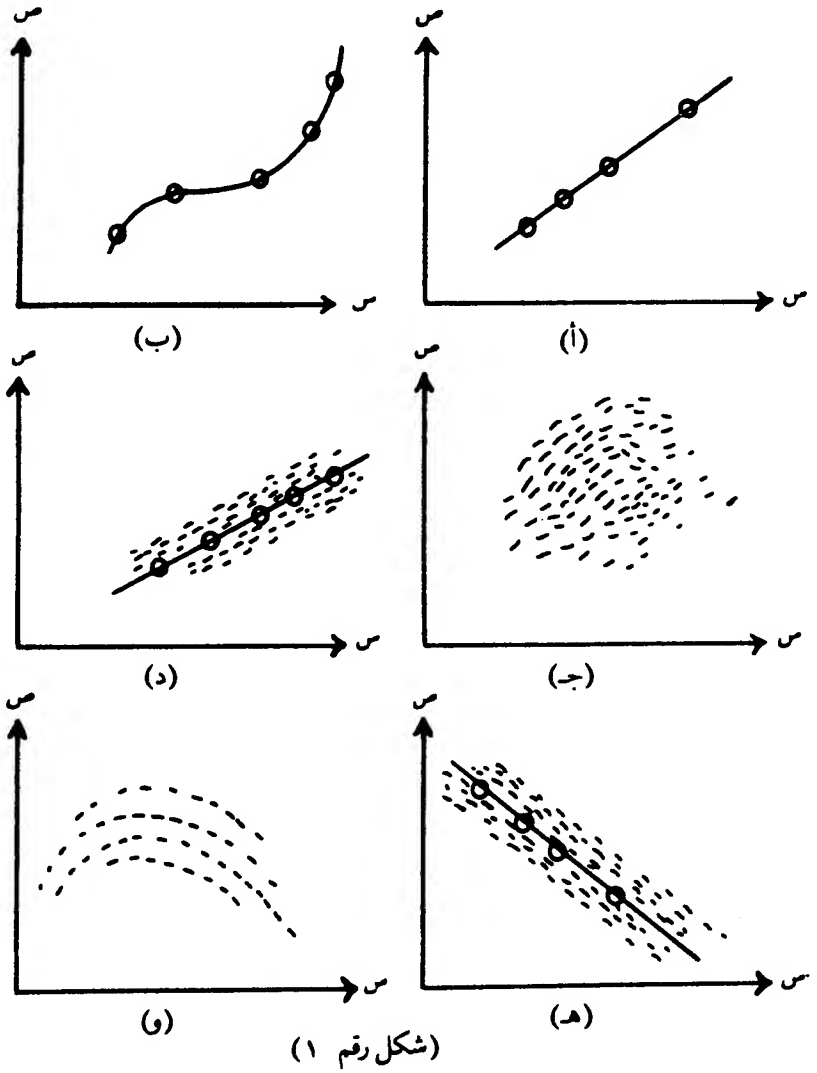 ص ص
س س
(أ) (ب)
ص ص
س س
(جـ) (د)
ص ص
س س
(هـ) (و)
(شكل رقم ١)